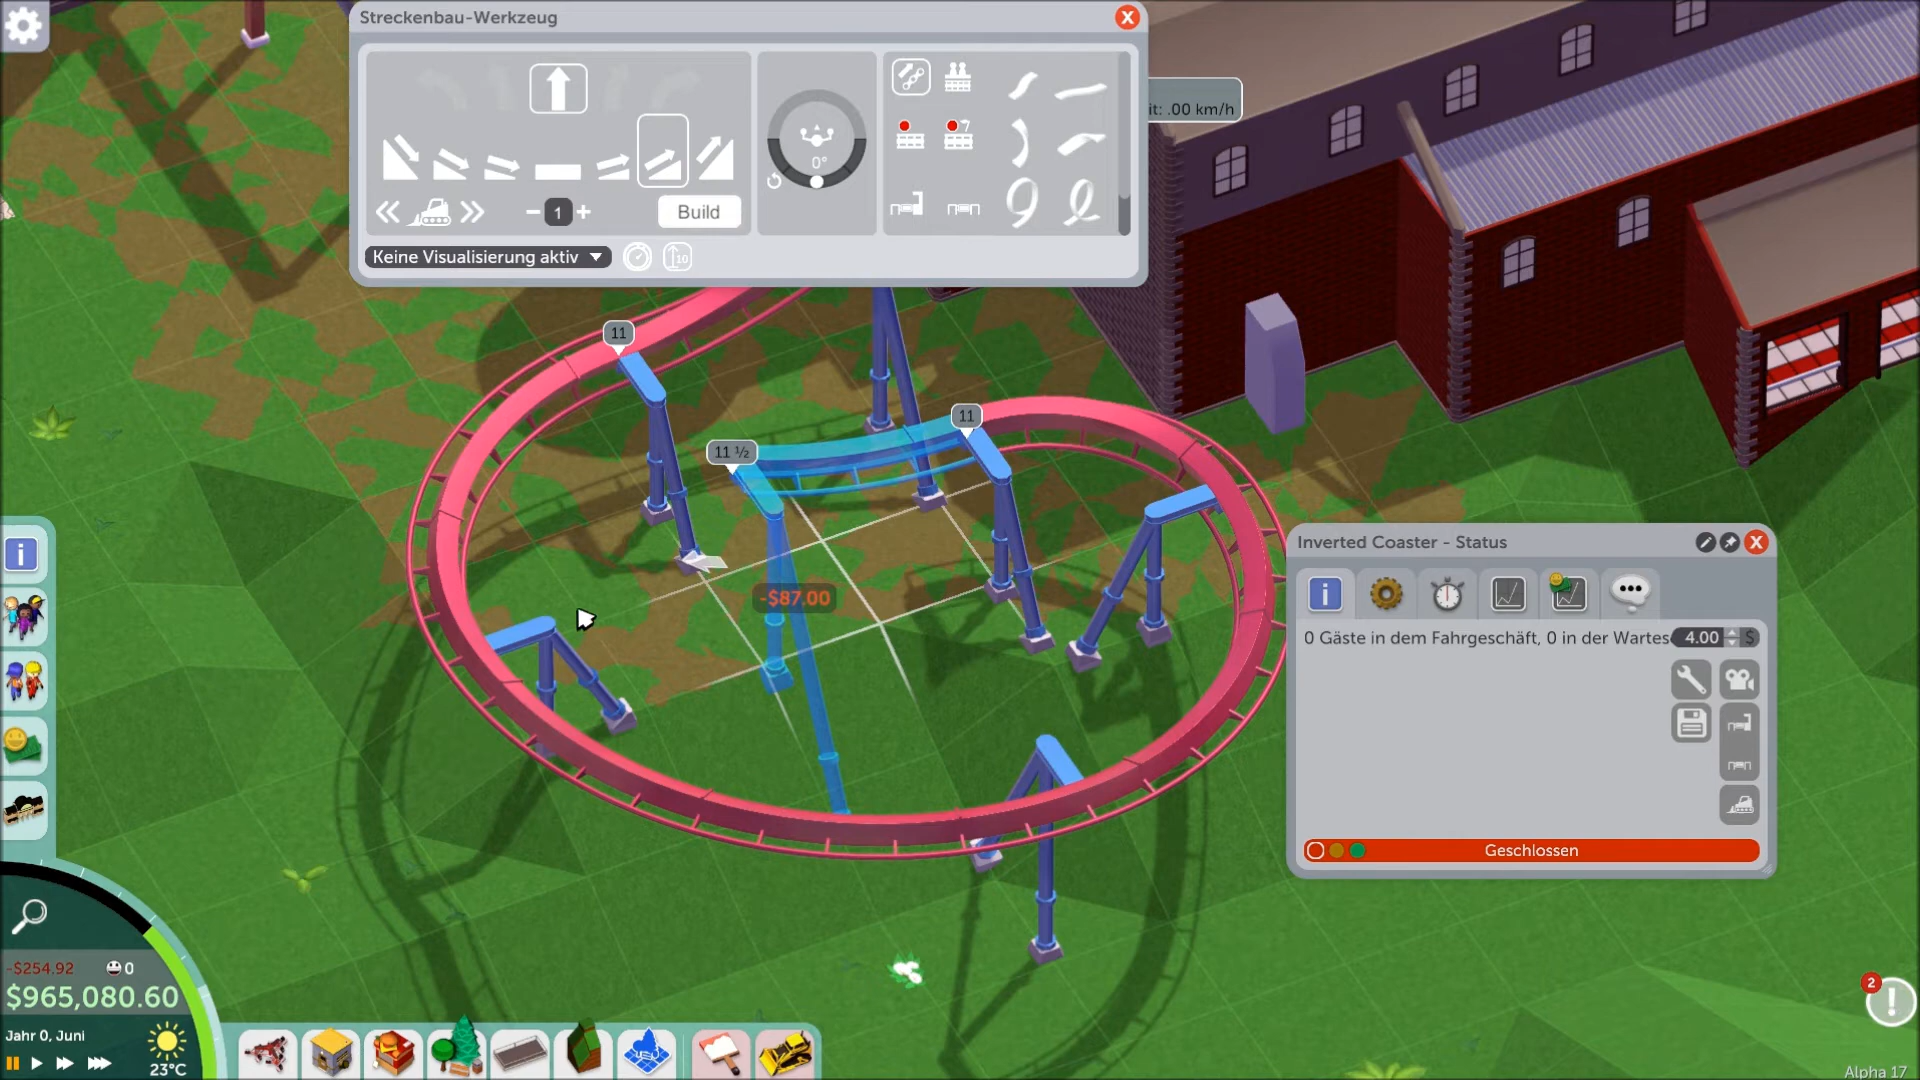 Streckenbau-Werkzeug
X
it: .00 km/h
0°
?
1
Build
Keine Visualisierung aktiv
10
11
11
11 ½
-$87.00
Inverted Coaster - Status
X
i
0 Gäste in dem Fahrgeschäft, 0 in der Wartes
4.00
$
Geschlossen
i
-$254.92
0
$965,080.60
Jahr 0, Juni
23°C
2
!
Alpha 17